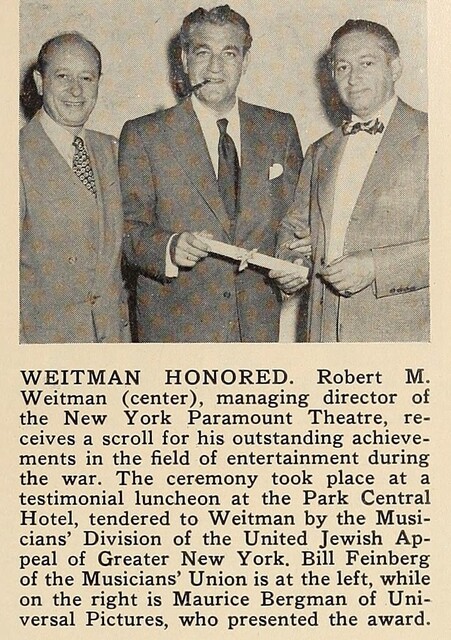 WEITMAN HONORED. Robert M.
Weitman (center), managing director of
the New York Paramount Theatre, re-
ceives a scroll for his outstanding achieve-
ments in the field of entertainment during
the war. The ceremony took place at a
testimonial luncheon at the Park Central
Hotel, tendered to Weitman by the Musi-
cians' Division of the United Jewish Ap-
peal of Greater New York. Bill Feinberg
of the Musicians' Union is at the left, while
on the right is Maurice Bergman of Uni-
versal Pictures, who presented the award.